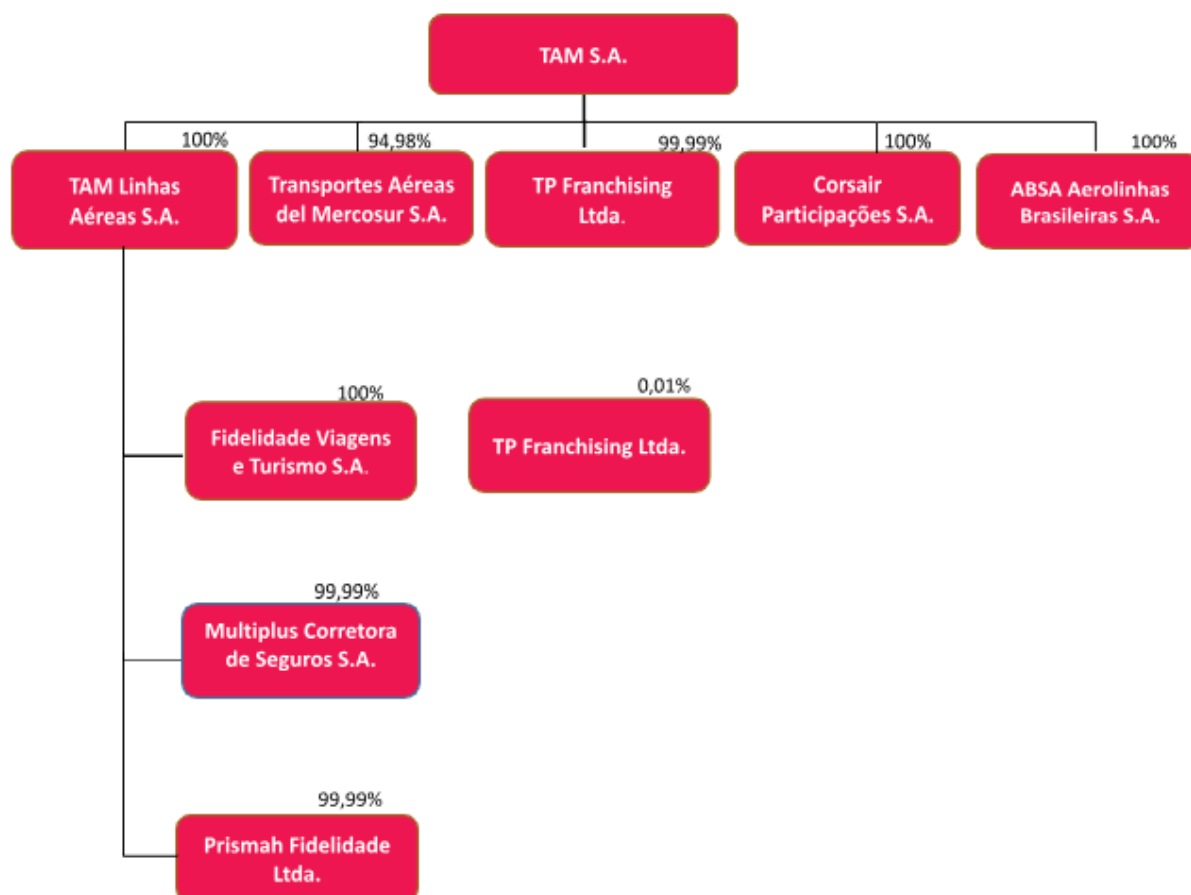 TAM S.A.
100%
94,98%
99,99%
100%
100%
TAM Linhas
Aéreas S.A.
Transportes Aéreas
del Mercosur S.A.
TP Franchising
Ltda.
Corsair
Participações S.A.
ABSA Aerolinhas
Brasileiras S.A.
100%
0,01%
Fidelidade Viagens
e Turismo S.A.
TP Franchising Ltda.
99,99%
Multiplus Corretora
de Seguros S.A.
99,99%
Prismah Fidelidade
Ltda.